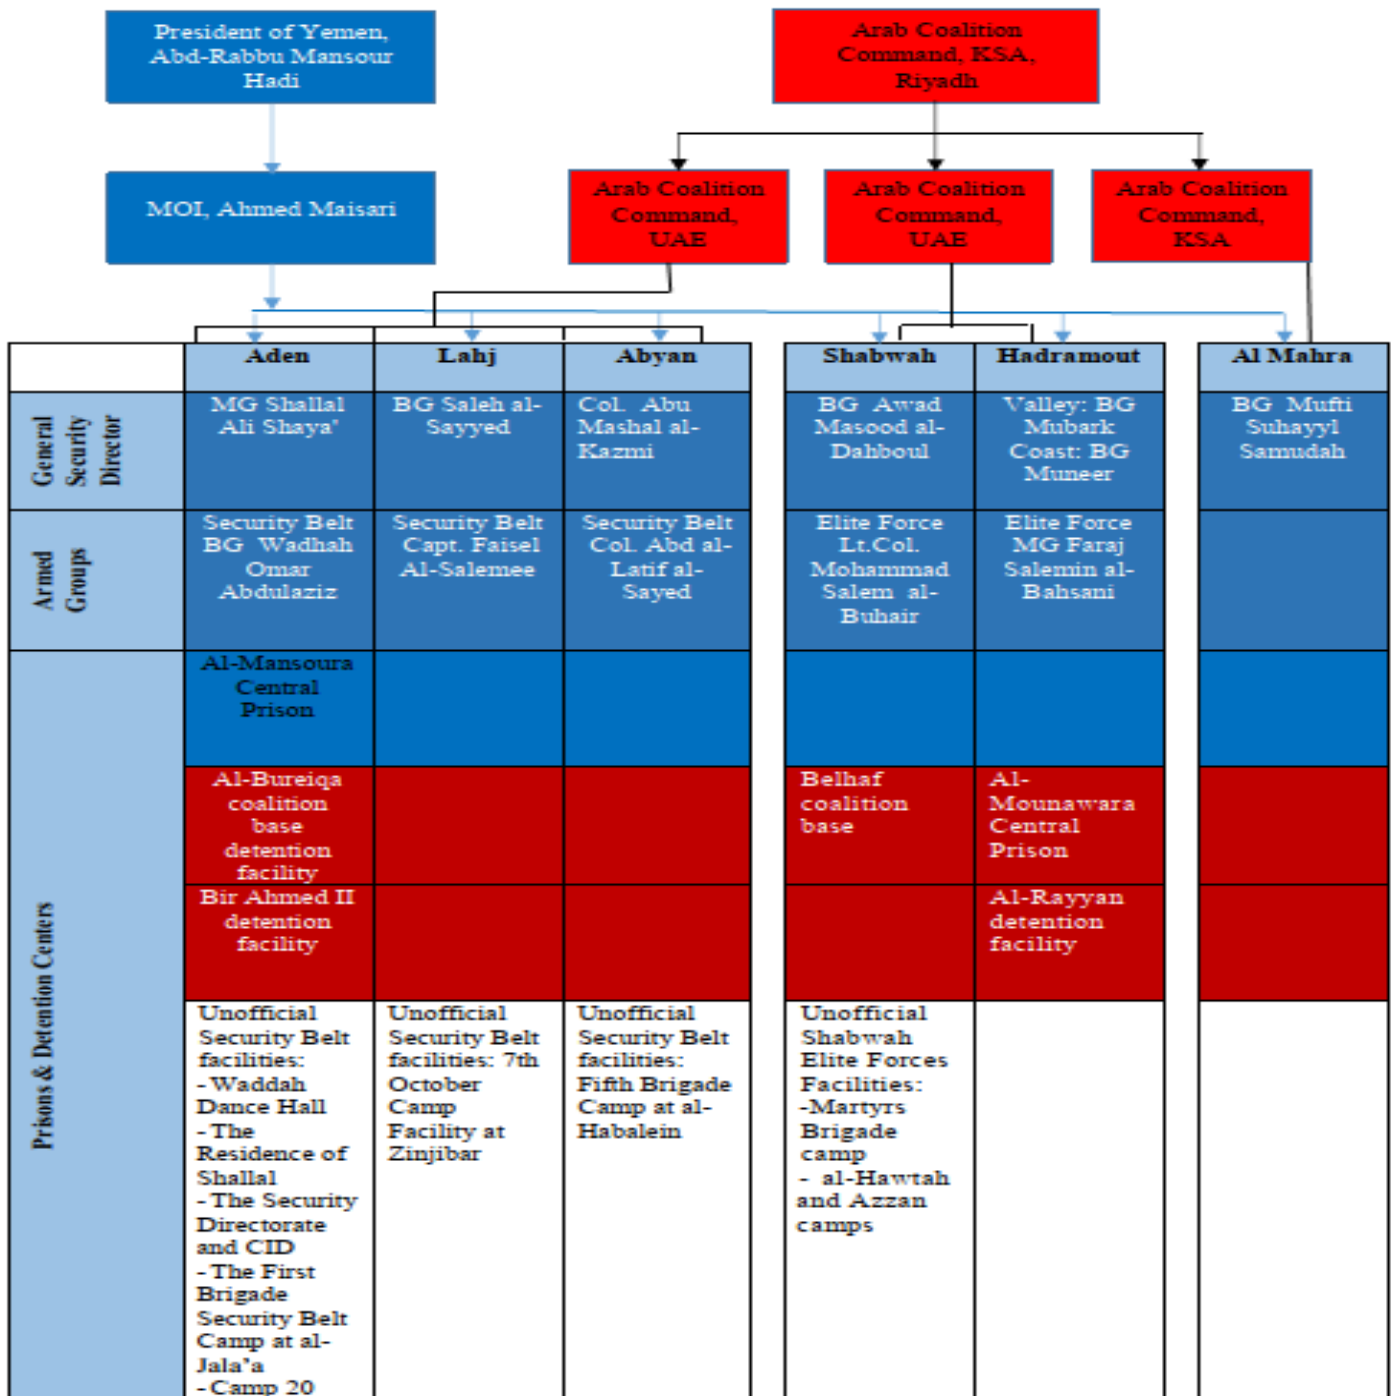 President of Yemen,
Abd-Rabbu Mansour
Hadi
Arab Coalition
Command, KSA,
Riyadh
MOI, Ahmed Maisari
Arab Coalition
Command,
UAE
Arab Coalition
Command,
UAE
Arab Coalition
Command,
KSA
Aden
Lahj
Abyan
Shabwah
Hadramout
Al Mahra
General
Security
Director
MG Shallal
Ali Shaya'
BG Saleh al-
Sayyed
Col. Abu
Mashal al-
Kazmi
BG Awad
Masood al-
Dahboul
Valley: BG
Mubark
Coast: BG
Muneer
BG Mufti
Suhayyl
Samudah
Armed
Groups
Security Belt
BG Wadhah
Omar
Abdulaziz
Security Belt
Capt. Faisel
Al-Salemee
Security Belt
Col. Abd al-
Latif al-
Sayed
Elite Force
Lt.Col.
Mohammad
Salem al-
Buhair
Elite Force
MG Faraj
Salemin al-
Bahsani
Prisons & Detention Centers
Al-Mansoura
Central
Prison
Al-Bureiqa
coalition
base
detention
facility
Belhaf
coalition
base
Al-
Mounawara
Central
Prison
Bir Ahmed II
detention
facility
Al-Rayyan
detention
facility
Unofficial
Security Belt
facilities:
- Waddah
Dance Hall
- The
Residence of
Shallal
- The Security
Directorate
and CID
- The First
Brigade
Security Belt
Camp at al-
Jala’a
- Camp 20
Unofficial
Security Belt
facilities: 7th
October
Camp
Facility at
Zinjibar
Unofficial
Security Belt
facilities:
Fifth Brigade
Camp at al-
Habalein
Unofficial
Shabwah
Elite Forces
Facilities:
-Martyrs
Brigade
camp
- al-Hawtah
and Azzan
camps